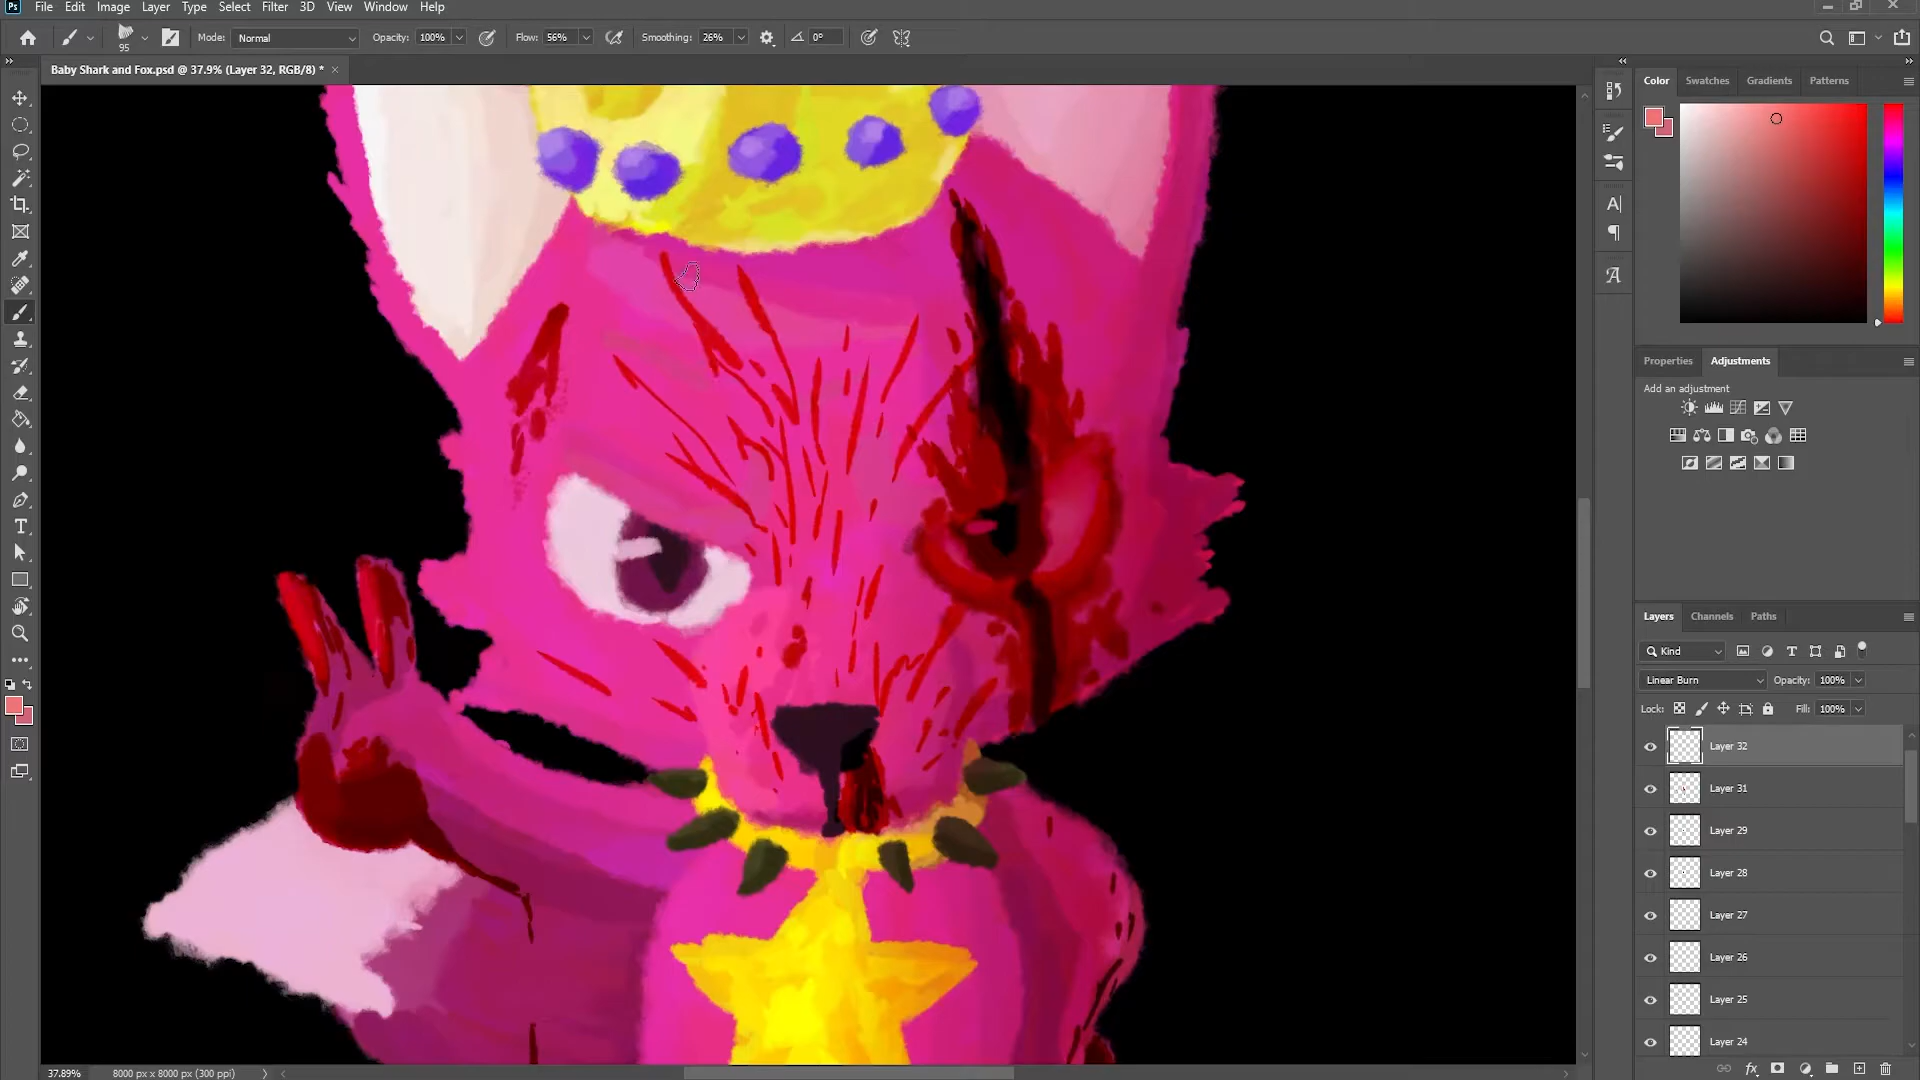 Ps File Edit Image Layer Type Select Filter 3D View Window Help
95 Mode: Normal Opacity: 100% Flow: 56% Smoothing: 26% 0°
Baby Shark and Fox.psd @ 37.9% (Layer 32, RGB/8) *
Color Swatches Gradients Patterns
Properties Adjustments
Add an adjustment
Layers Channels Paths
Kind
Linear Burn Opacity: 100%
Lock: Fill: 100%
Layer 32
Layer 31
Layer 29
Layer 28
Layer 27
Layer 26
Layer 25
Layer 24
37.89% 8000 px x 8000 px (300 ppi)